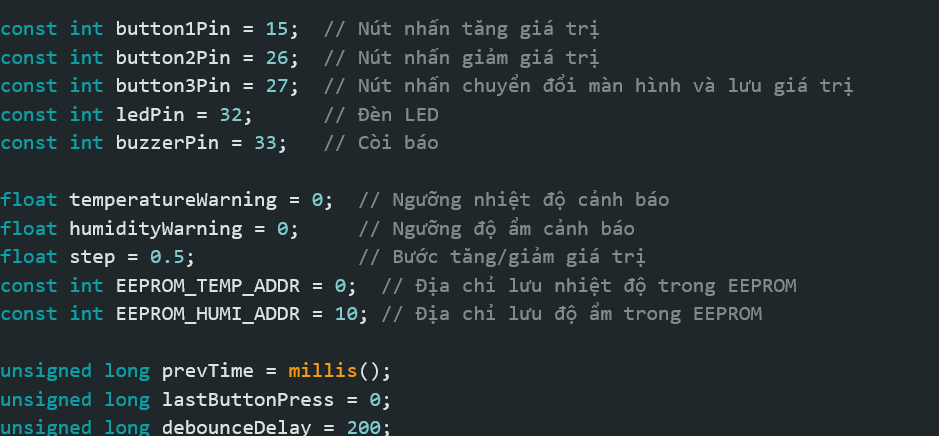 const int button1Pin = 15;  // Nút nhấn tăng giá trị
const int button2Pin = 26;  // Nút nhấn giảm giá trị
const int button3Pin = 27;  // Nút nhấn chuyển đổi màn hình và lưu giá trị
const int ledPin = 32;      // Đèn LED
const int buzzerPin = 33;   // Còi báo
float temperatureWarning = 0;  // Ngưỡng nhiệt độ cảnh báo
float humidityWarning = 0;     // Ngưỡng độ ẩm cảnh báo
float step = 0.5;              // Bước tăng/giảm giá trị
const int EEPROM_TEMP_ADDR = 0;  // Địa chỉ lưu nhiệt độ trong EEPROM
const int EEPROM_HUMI_ADDR = 10; // Địa chỉ lưu độ ẩm trong EEPROM
unsigned long prevTime = millis();
unsigned long lastButtonPress = 0;
unsigned long debounceDelay = 200;